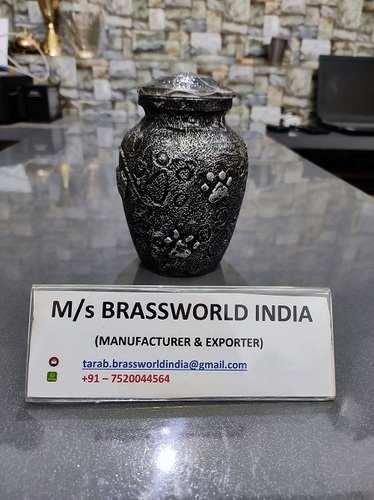 M/s BRASSWORLD INDIA
(MANUFACTURER & EXPORTER)
tarab.brassworldindia@gmail.com
+91 – 7520044564